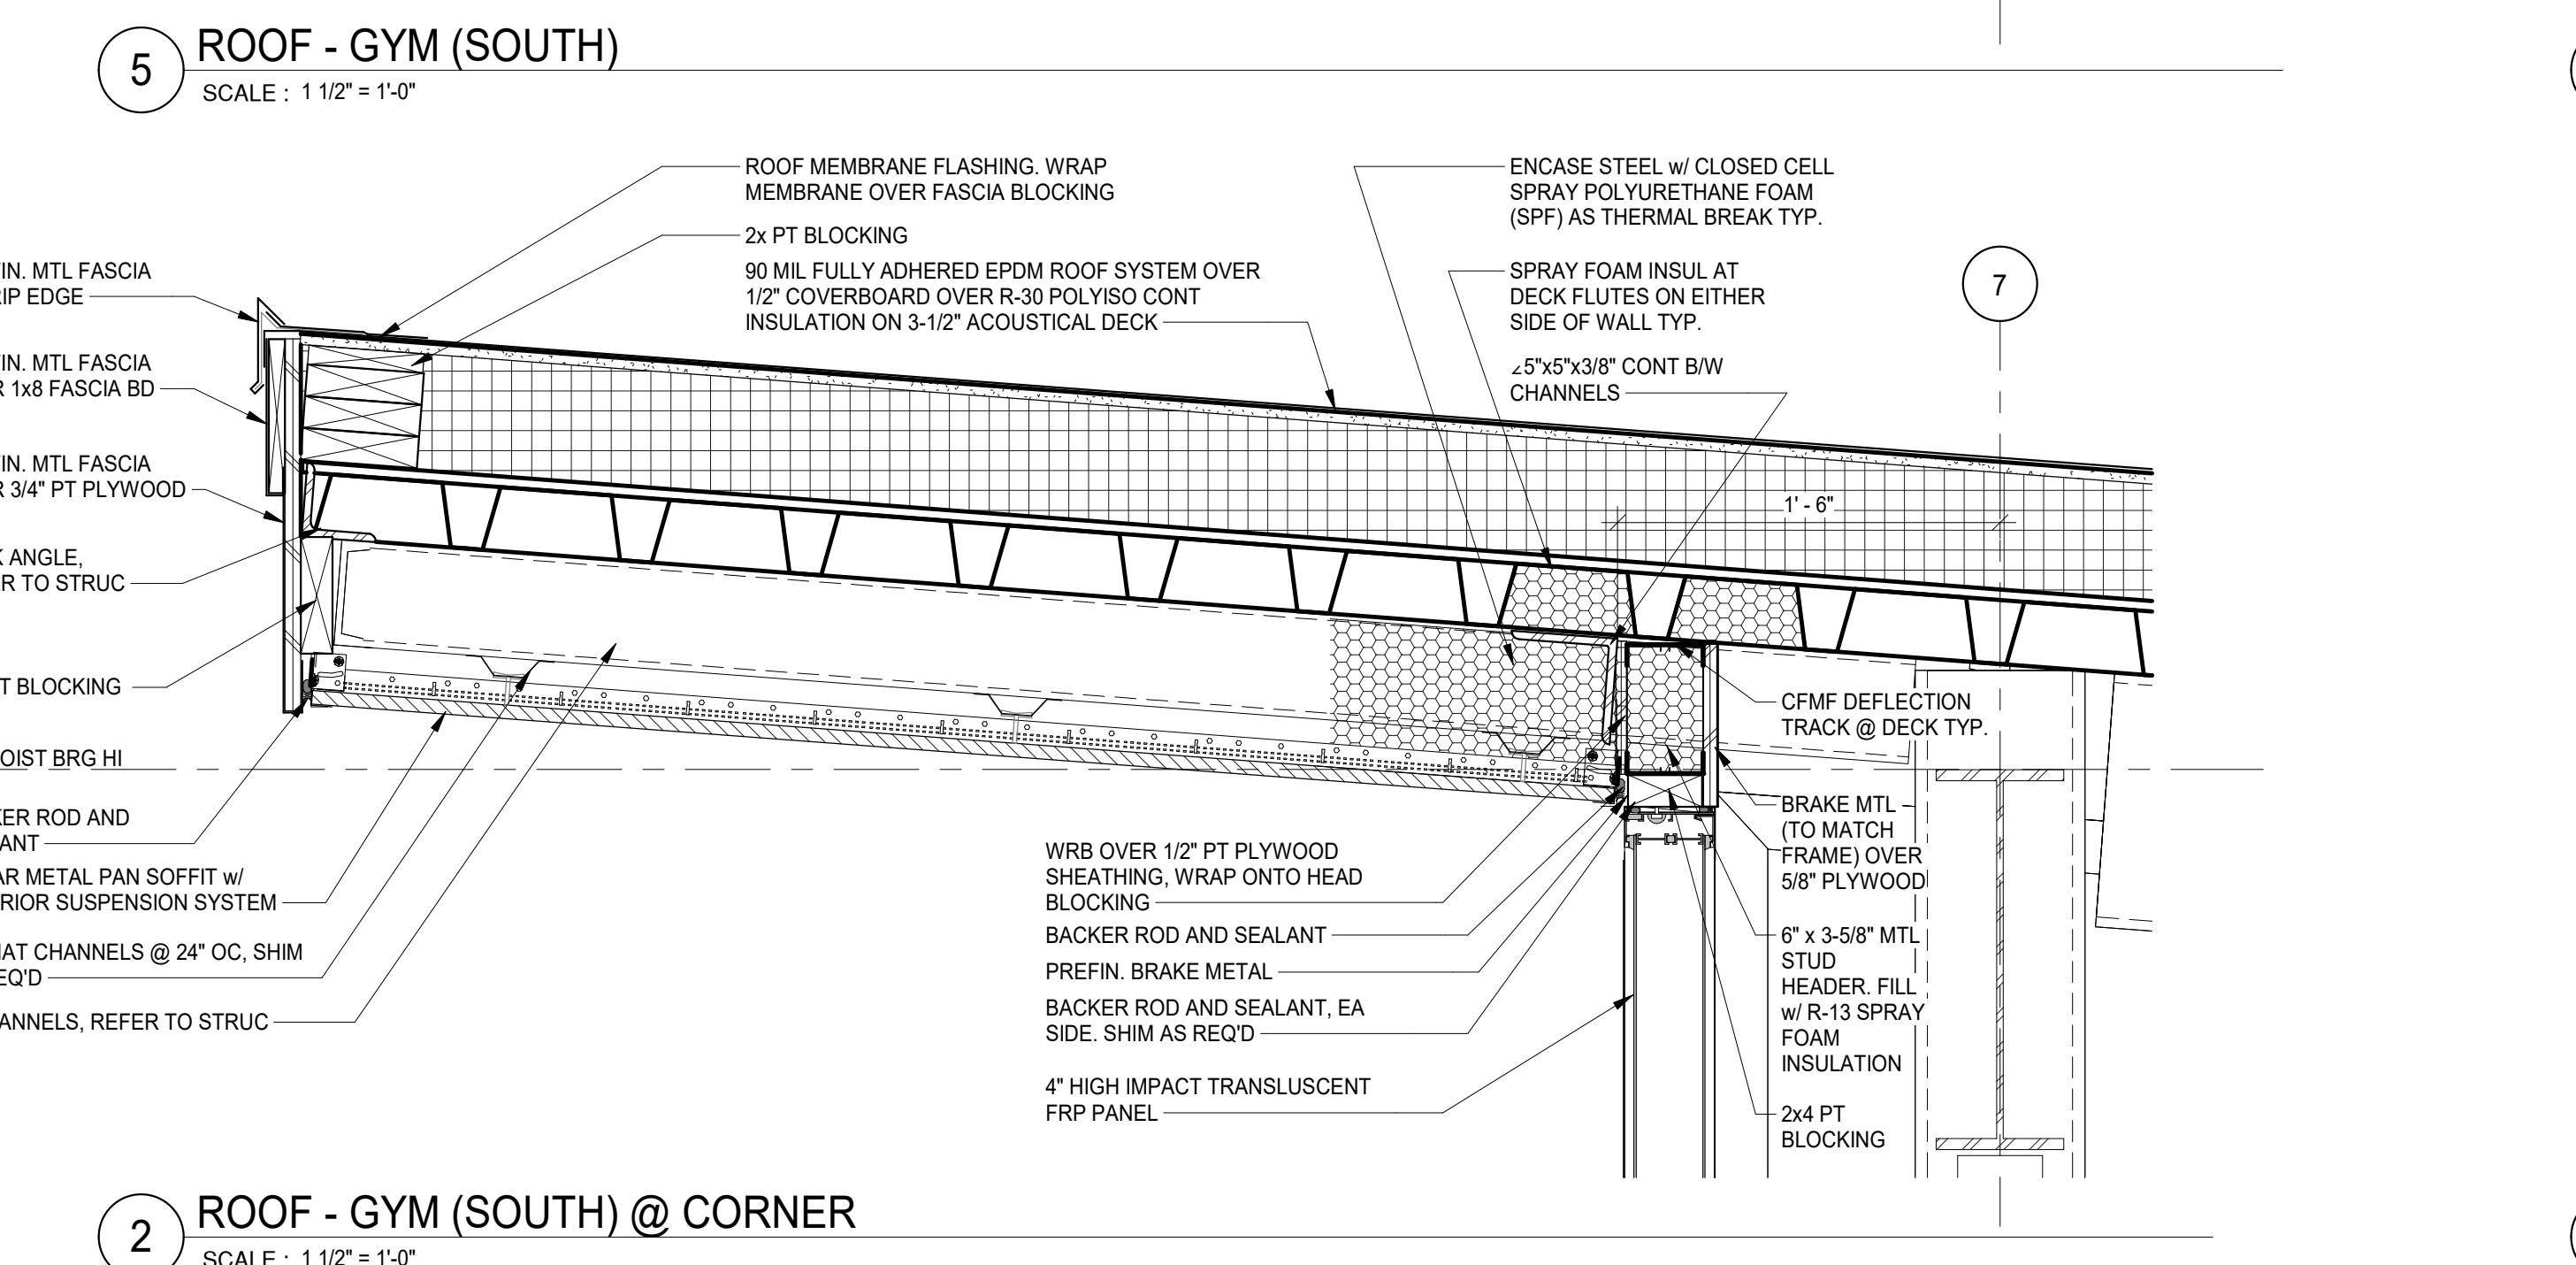 5
ROOF - GYM (SOUTH)
SCALE : 1 1/2" = 1'-0"
ROOF MEMBRANE FLASHING. WRAP
MEMBRANE OVER FASCIA BLOCKING
2x PT BLOCKING
90 MIL FULLY ADHERED EPDM ROOF SYSTEM OVER
1/2" COVERBOARD OVER R-30 POLYISO CONT
INSULATION ON 3-1/2" ACOUSTICAL DECK
ENCASE STEEL w/ CLOSED CELL
SPRAY POLYURETHANE FOAM
(SPF) AS THERMAL BREAK TYP.
SPRAY FOAM INSUL AT
DECK FLUTES ON EITHER
SIDE OF WALL TYP.
∠5"x5"x3/8" CONT B/W
CHANNELS
7
1' - 6"
IN. MTL FASCIA
RIP EDGE
IN. MTL FASCIA
R 1x8 FASCIA BD
IN. MTL FASCIA
R 3/4" PT PLYWOOD
K ANGLE,
ER TO STRUC
T BLOCKING
OIST BRG HI
KER ROD AND
ANT
AR METAL PAN SOFFIT w/
RIOR SUSPENSION SYSTEM
HAT CHANNELS @ 24" OC, SHIM
EQ'D
ANNELS, REFER TO STRUC
WRB OVER 1/2" PT PLYWOOD
SHEATHING, WRAP ONTO HEAD
BLOCKING
BACKER ROD AND SEALANT
PREFIN. BRAKE METAL
BACKER ROD AND SEALANT, EA
SIDE. SHIM AS REQ'D
4" HIGH IMPACT TRANSLUSCENT
FRP PANEL
CFMF DEFLECTION
TRACK @ DECK TYP.
BRAKE MTL
(TO MATCH
FRAME) OVER
5/8" PLYWOOD
6" x 3-5/8" MTL
STUD
HEADER. FILL
w/ R-13 SPRAY
FOAM
INSULATION
2x4 PT
BLOCKING
2
ROOF - GYM (SOUTH) @ CORNER
SCALE : 1 1/2" = 1'-0"